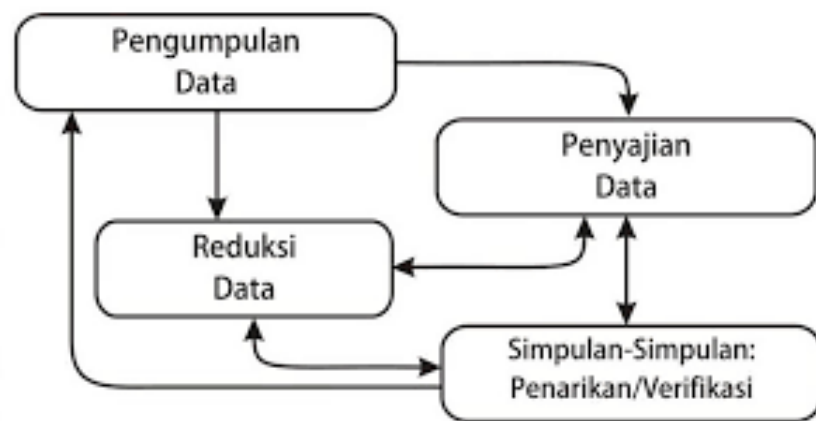 Pengumpulan
Data
Penyajian
Data
Reduksi
Data
Simpulan-Simpulan:
Penarikan/Verifikasi